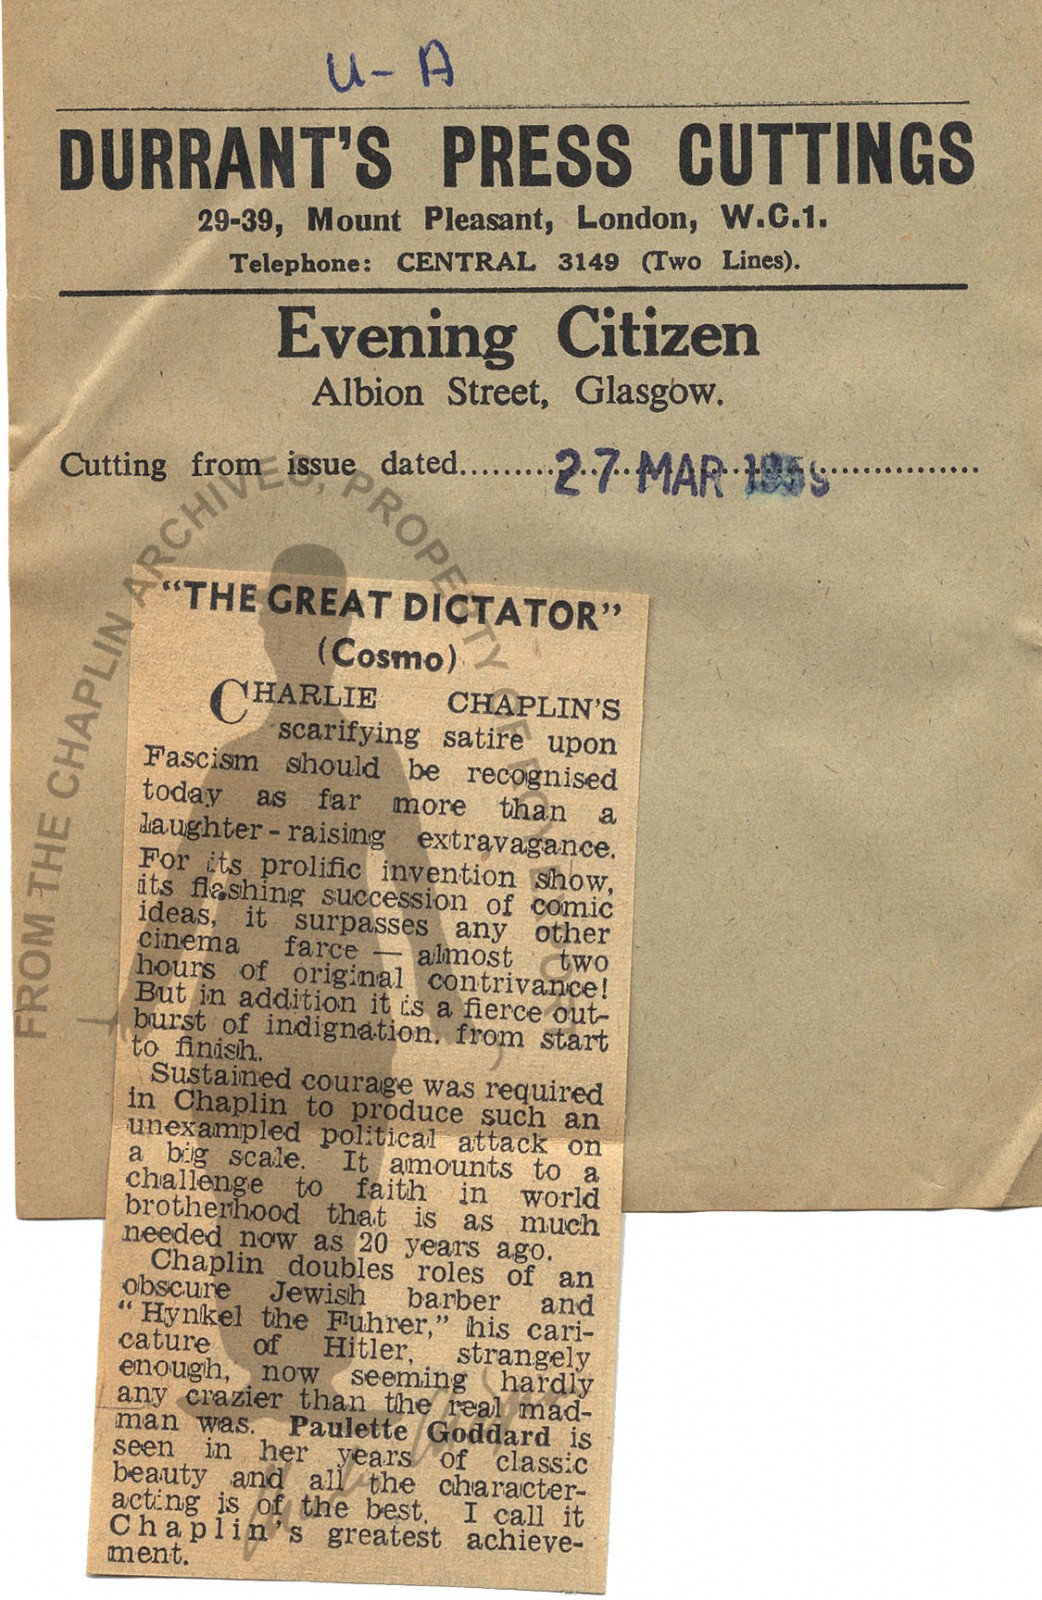 U-A
DURRANT'S PRESS CUTTINGS
29-39, Mount Pleasant, London, W.C.1.
Telephone: CENTRAL 3149 (Two Lines).
Evening Citizen
Albion Street, Glasgow.
Cutting from issue dated 27 MAR
FROM THE CHAPLIN ARCHIVES, PROPERTY OF ROY EXPORT
"THE GREAT DICTATOR"
(Cosmo)
CHARLIE CHAPLIN'S
scarifying satire upon
Fascism should be recognised
today as far more than a
laughter-raising extravagance.
For its prolific invention show,
its flashing succession of comic
ideas, it surpasses any other
cinema farce — almost two
hours of original contrivance!
But in addition it is a fierce out-
burst of indignation, from start
to finish.
Sustained courage was required
in Chaplin to produce such an
unexampled political attack on
a big scale. It amounts to a
challenge to faith in world
brotherhood that is as much
needed now as 20 years ago.
Chaplin doubles roles of an
obscure Jewish barber and
"Hynkel the Fuhrer," his cari-
cature of Hitler, strangely
enough, now seeming hardly
any crazier than the real mad-
man was. Paulette Goddard is
seen in her years of classic
beauty and all the character-
acting is of the best. I call it
Chaplin's greatest achieve-
ment.